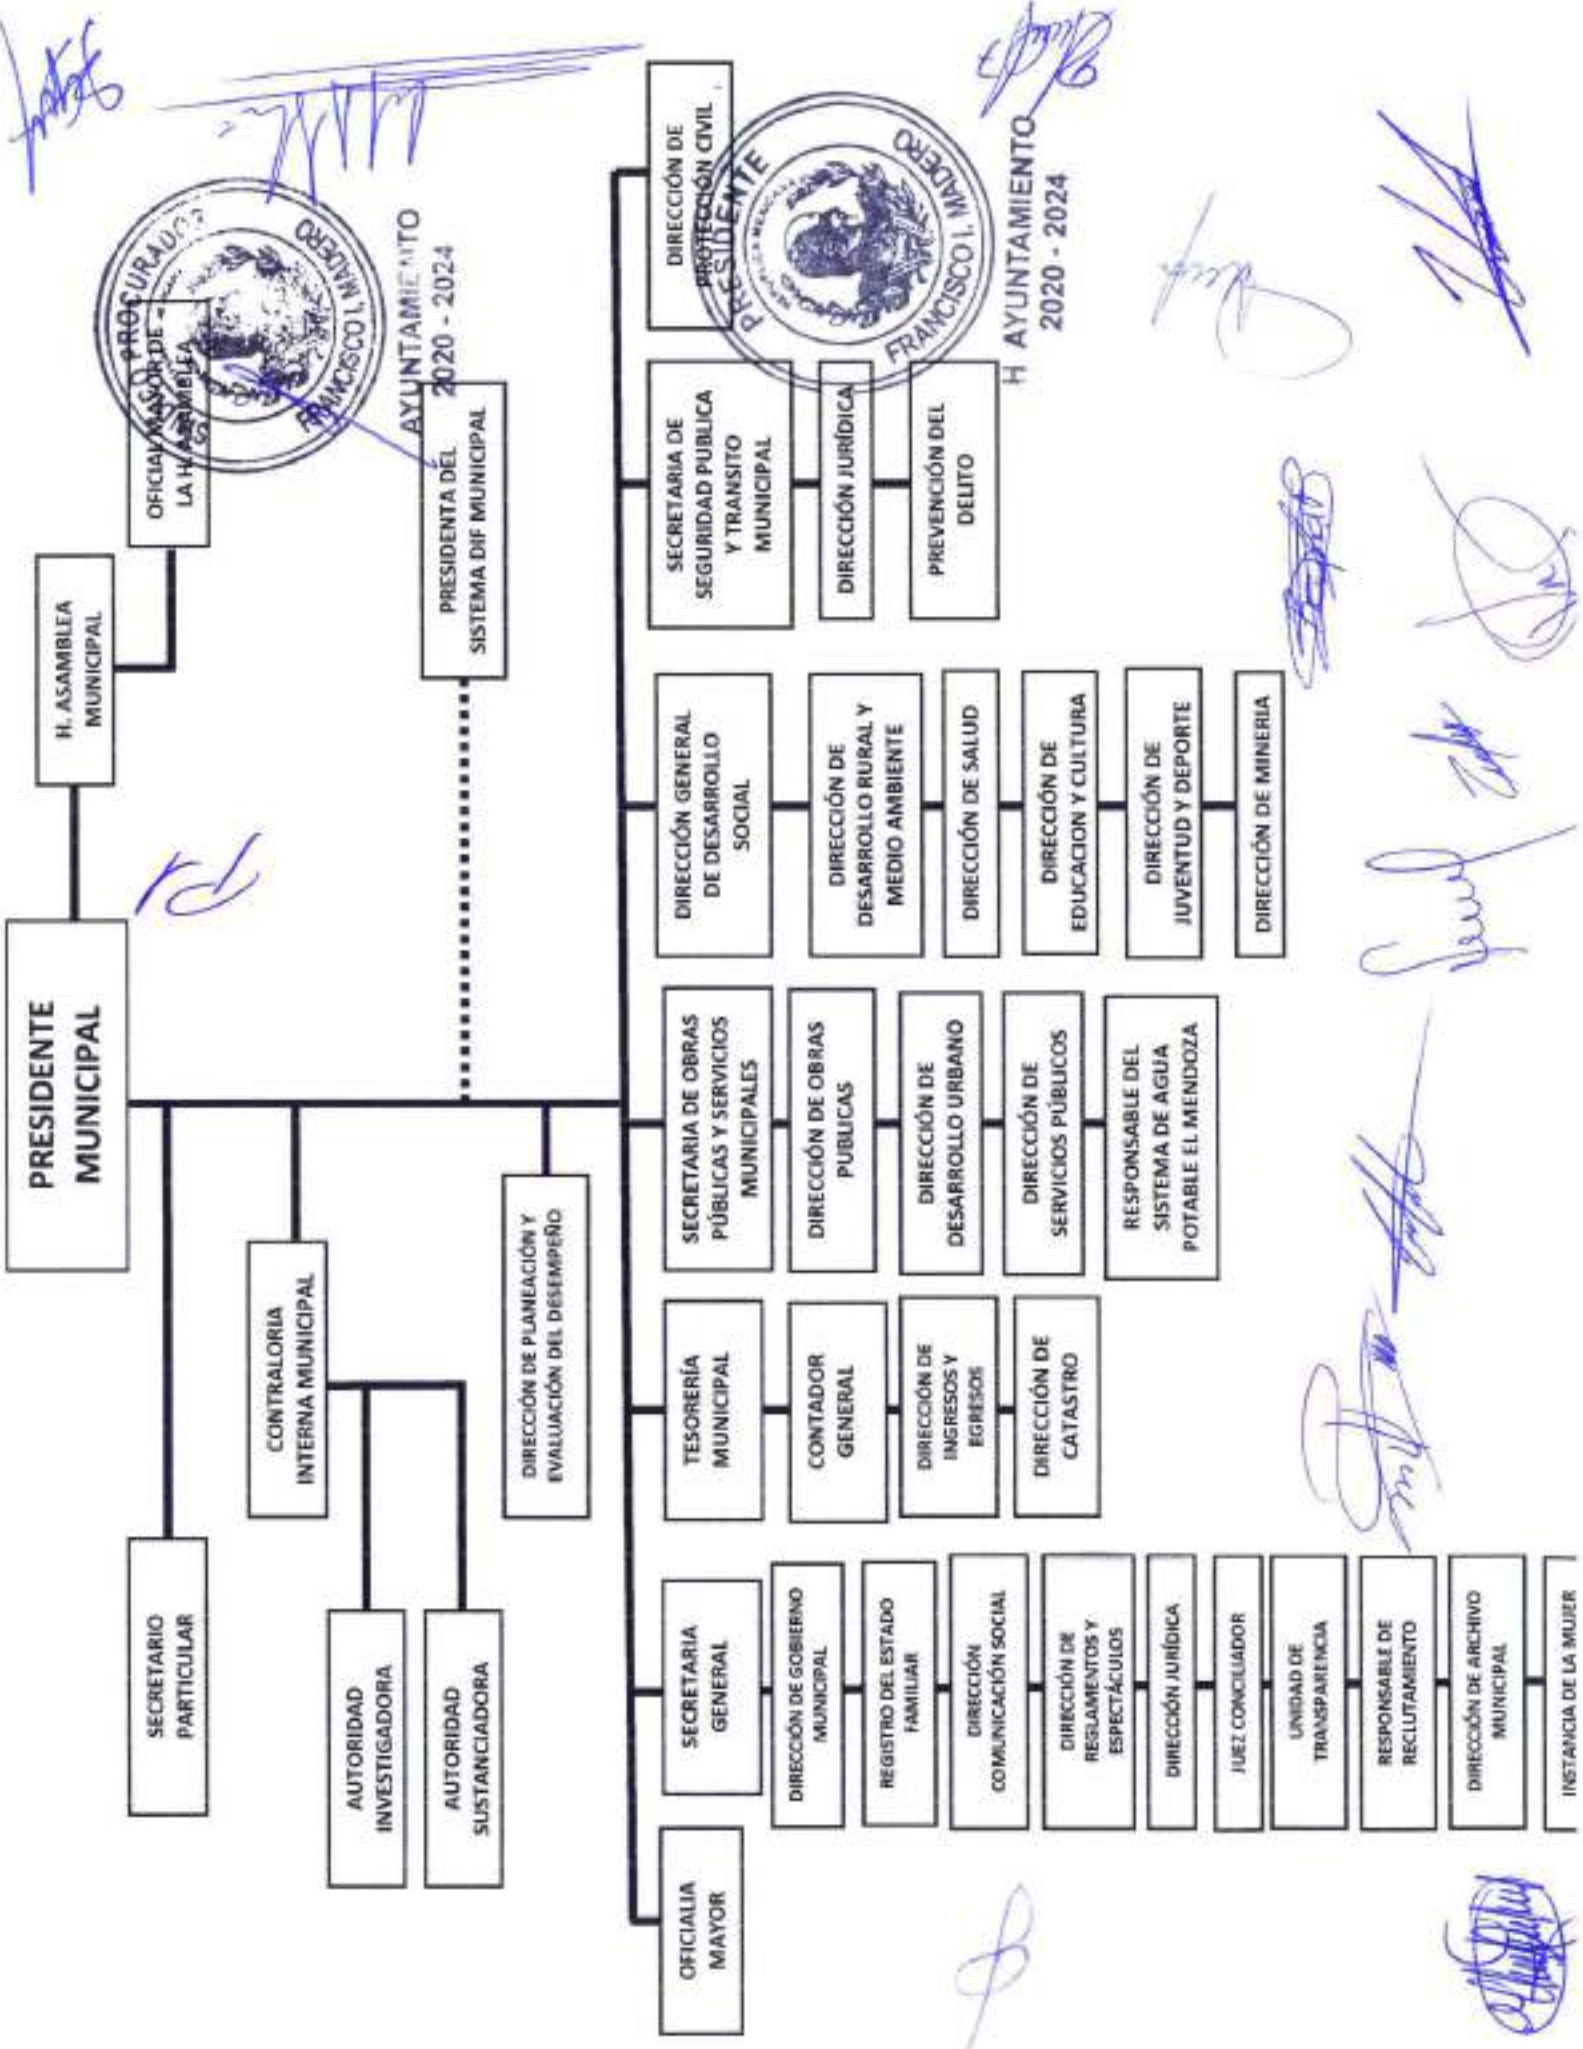 PRESIDENTE
MUNICIPAL
H. ASAMBLEA
MUNICIPAL
OFICIAL MAYOR DE
LA H. ASAMBLEA
PROCURADOR
FRANCISCO I. MADERO
AYUNTAMIENTO
2020 - 2024
SECRETARIO
PARTICULAR
CONTRALORIA
INTERNA MUNICIPAL
AUTORIDAD
INVESTIGADORA
AUTORIDAD
SUSTANCIADORA
PRESIDENTA DEL
SISTEMA DIF MUNICIPAL
DIRECCIÓN DE PLANEACIÓN Y
EVALUACIÓN DEL DESEMPEÑO
OFICIALIA
MAYOR
SECRETARIA
GENERAL
DIRECCIÓN DE GOBIERNO
MUNICIPAL
REGISTRO DEL ESTADO
FAMILIAR
DIRECCIÓN
COMUNICACIÓN SOCIAL
DIRECCIÓN DE
REGLAMENTOS Y
ESPECTÁCULOS
DIRECCIÓN JURÍDICA
JUEZ CONCILIADOR
UNIDAD DE
TRANSPARENCIA
RESPONSABLE DE
RECLUTAMIENTO
DIRECCIÓN DE ARCHIVO
MUNICIPAL
INSTANCIA DE LA MUJER
TESORERÍA
MUNICIPAL
CONTADOR
GENERAL
DIRECCIÓN DE
INGRESOS Y
EGRESOS
DIRECCIÓN DE
CATASTRO
SECRETARIA DE OBRAS
PÚBLICAS Y SERVICIOS
MUNICIPALES
DIRECCIÓN DE OBRAS
PUBLICAS
DIRECCIÓN DE
DESARROLLO URBANO
DIRECCIÓN DE
SERVICIOS PÚBLICOS
RESPONSABLE DEL
SISTEMA DE AGUA
POTABLE EL MENDOZA
DIRECCIÓN GENERAL
DE DESARROLLO
SOCIAL
DIRECCIÓN DE
DESARROLLO RURAL Y
MEDIO AMBIENTE
DIRECCIÓN DE SALUD
DIRECCIÓN DE
EDUCACION Y CULTURA
DIRECCIÓN DE
JUVENTUD Y DEPORTE
DIRECCIÓN DE MINERIA
SECRETARIA DE
SEGURIDAD PUBLICA
Y TRANSITO
MUNICIPAL
DIRECCIÓN JURÍDICA
PREVENCIÓN DEL
DELITO
DIRECCIÓN DE
PROTECCIÓN CIVIL
PRESIDENTE
FRANCISCO I. MADERO
H AYUNTAMIENTO
2020 - 2024